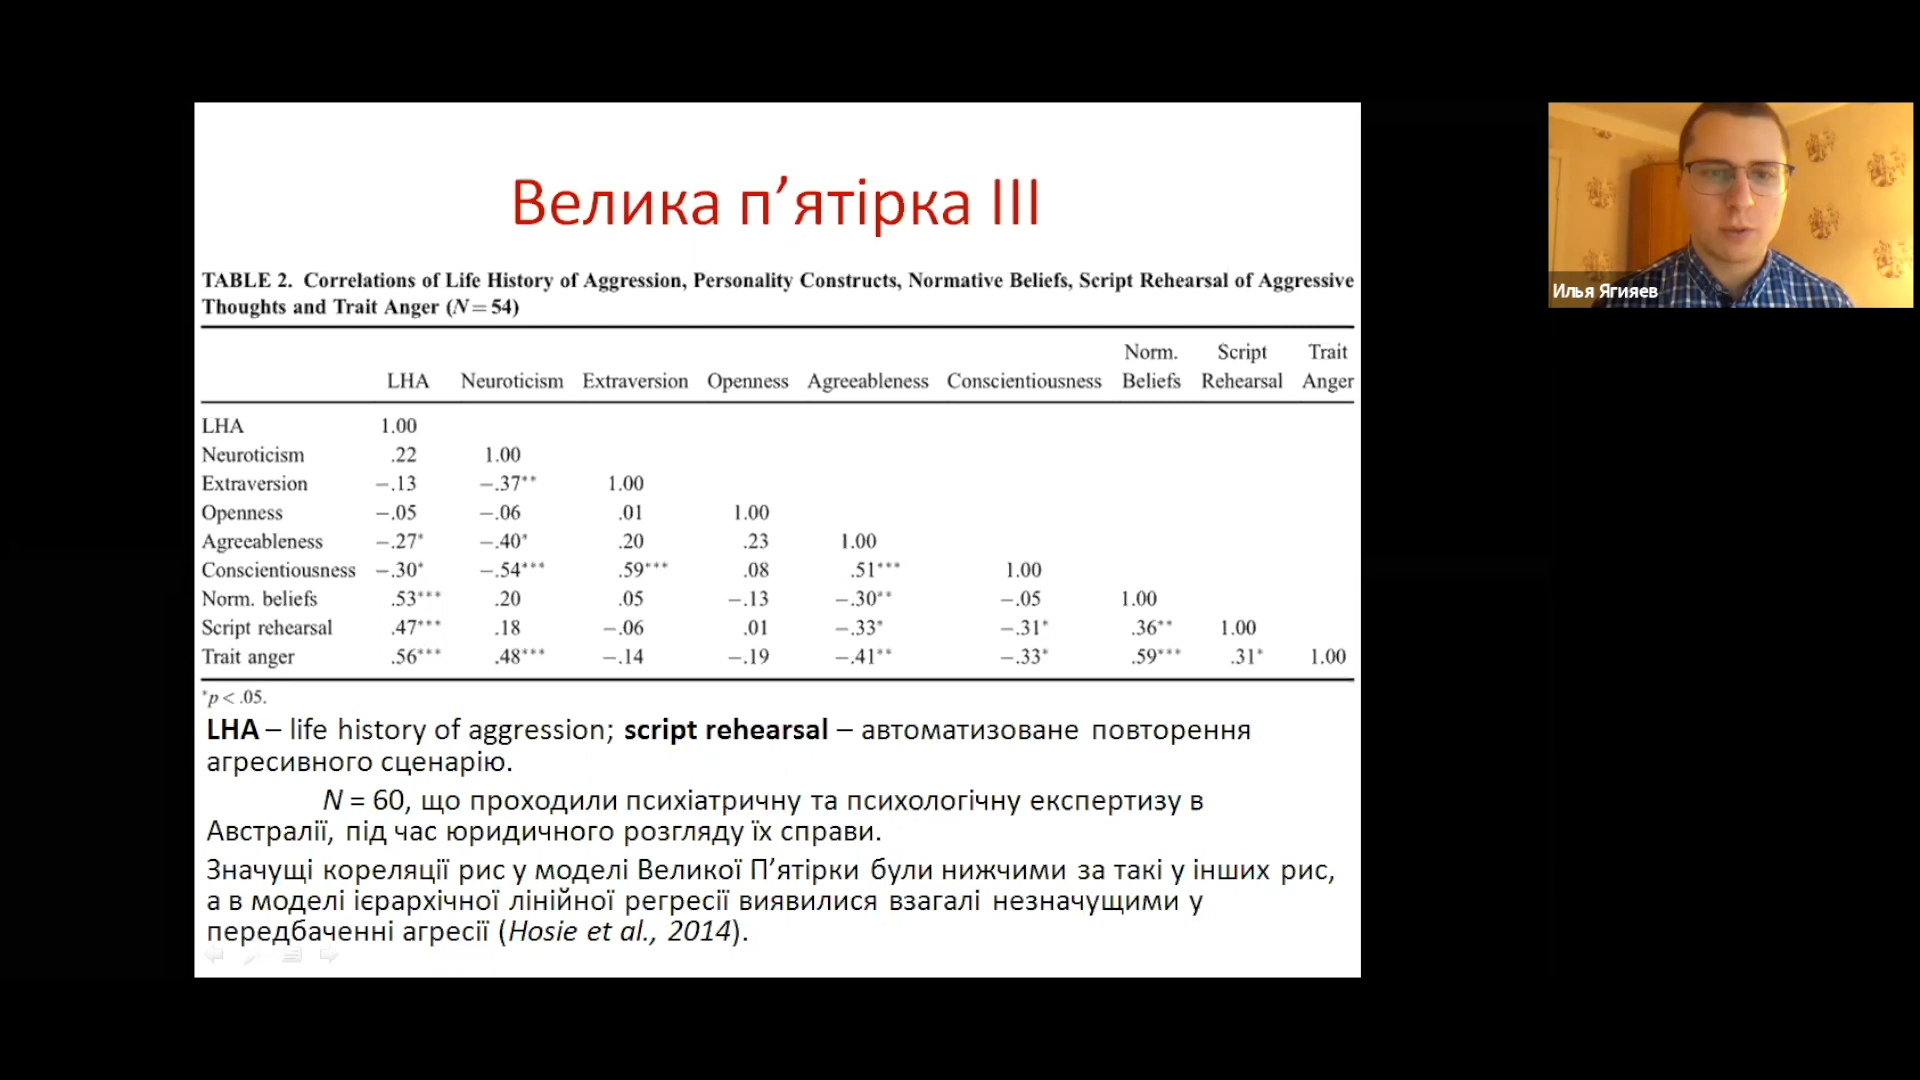 Велика п’ятірка III
TABLE 2. Correlations of Life History of Aggression, Personality Constructs, Normative Beliefs, Script Rehearsal of Aggressive
Thoughts and Trait Anger (N = 54)
Norm. Script Trait
LHA Neuroticism Extraversion Openness Agreeableness Conscientiousness Beliefs Rehearsal Anger
LHA 1.00
Neuroticism .22 1.00
Extraversion −.13 −.37** 1.00
Openness −.05 −.06 .01 1.00
Agreeableness −.27* −.40* .20 .23 1.00
Conscientiousness −.30* −.54*** .59*** .08 .51*** 1.00
Norm. beliefs .53*** .20 .05 −.13 −.30** −.05 1.00
Script rehearsal .47*** .18 −.06 .01 −.33* −.31* .36** 1.00
Trait anger .56*** .48*** −.14 −.19 −.41** −.33* .59*** .31* 1.00
*p < .05.
LHA – life history of aggression; script rehearsal – автоматизоване повторення
агресивного сценарію.
N = 60, що проходили психіатричну та психологічну експертизу в
Австралії, під час юридичного розгляду їх справи.
Значущі кореляції рис у моделі Великої П’ятірки були нижчими за такі у інших рис,
а в моделі ієрархічної лінійної регресії виявилися взагалі незначущими у
передбаченні агресії (Hosie et al., 2014).
Илья Ягияев